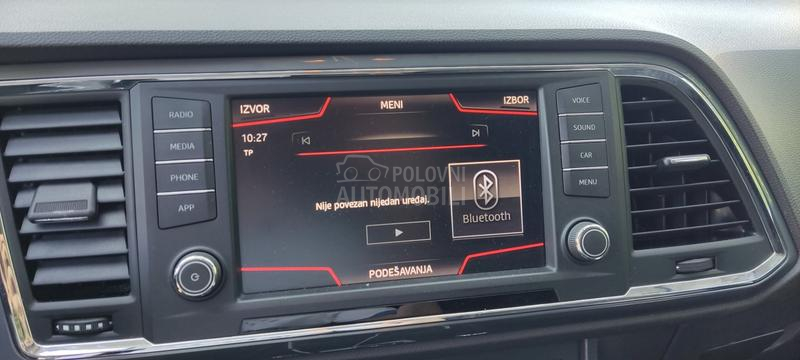 RADIO
MEDIA
PHONE
APP
IZVOR
MENI
IZBOR
10:27
TP
POLOVNI
AUTOMOBILI
Nije povezan nijedan uređaj.
Bluetooth
PODEŠAVANJA
VOICE
SOUND
CAR
MENU